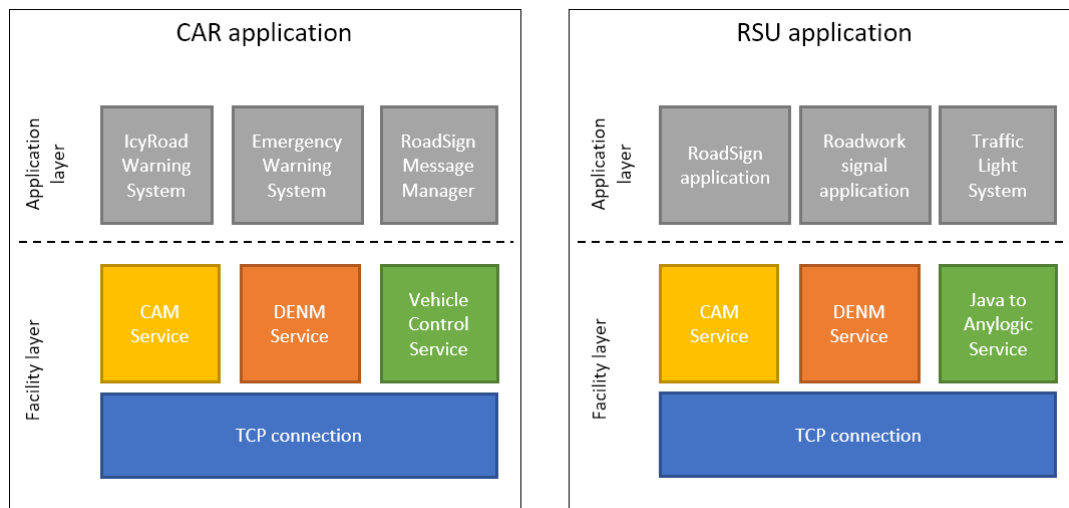 CAR application
Application
layer
IcyRoad
Warning
System
Emergency
Warning
System
RoadSign
Message
Manager
Facility layer
CAM
Service
DENM
Service
Vehicle
Control
Service
TCP connection
RSU application
Application
layer
RoadSign
application
Roadwork
signal
application
Traffic
Light
System
Facility layer
CAM
Service
DENM
Service
Java to
Anylogic
Service
TCP connection